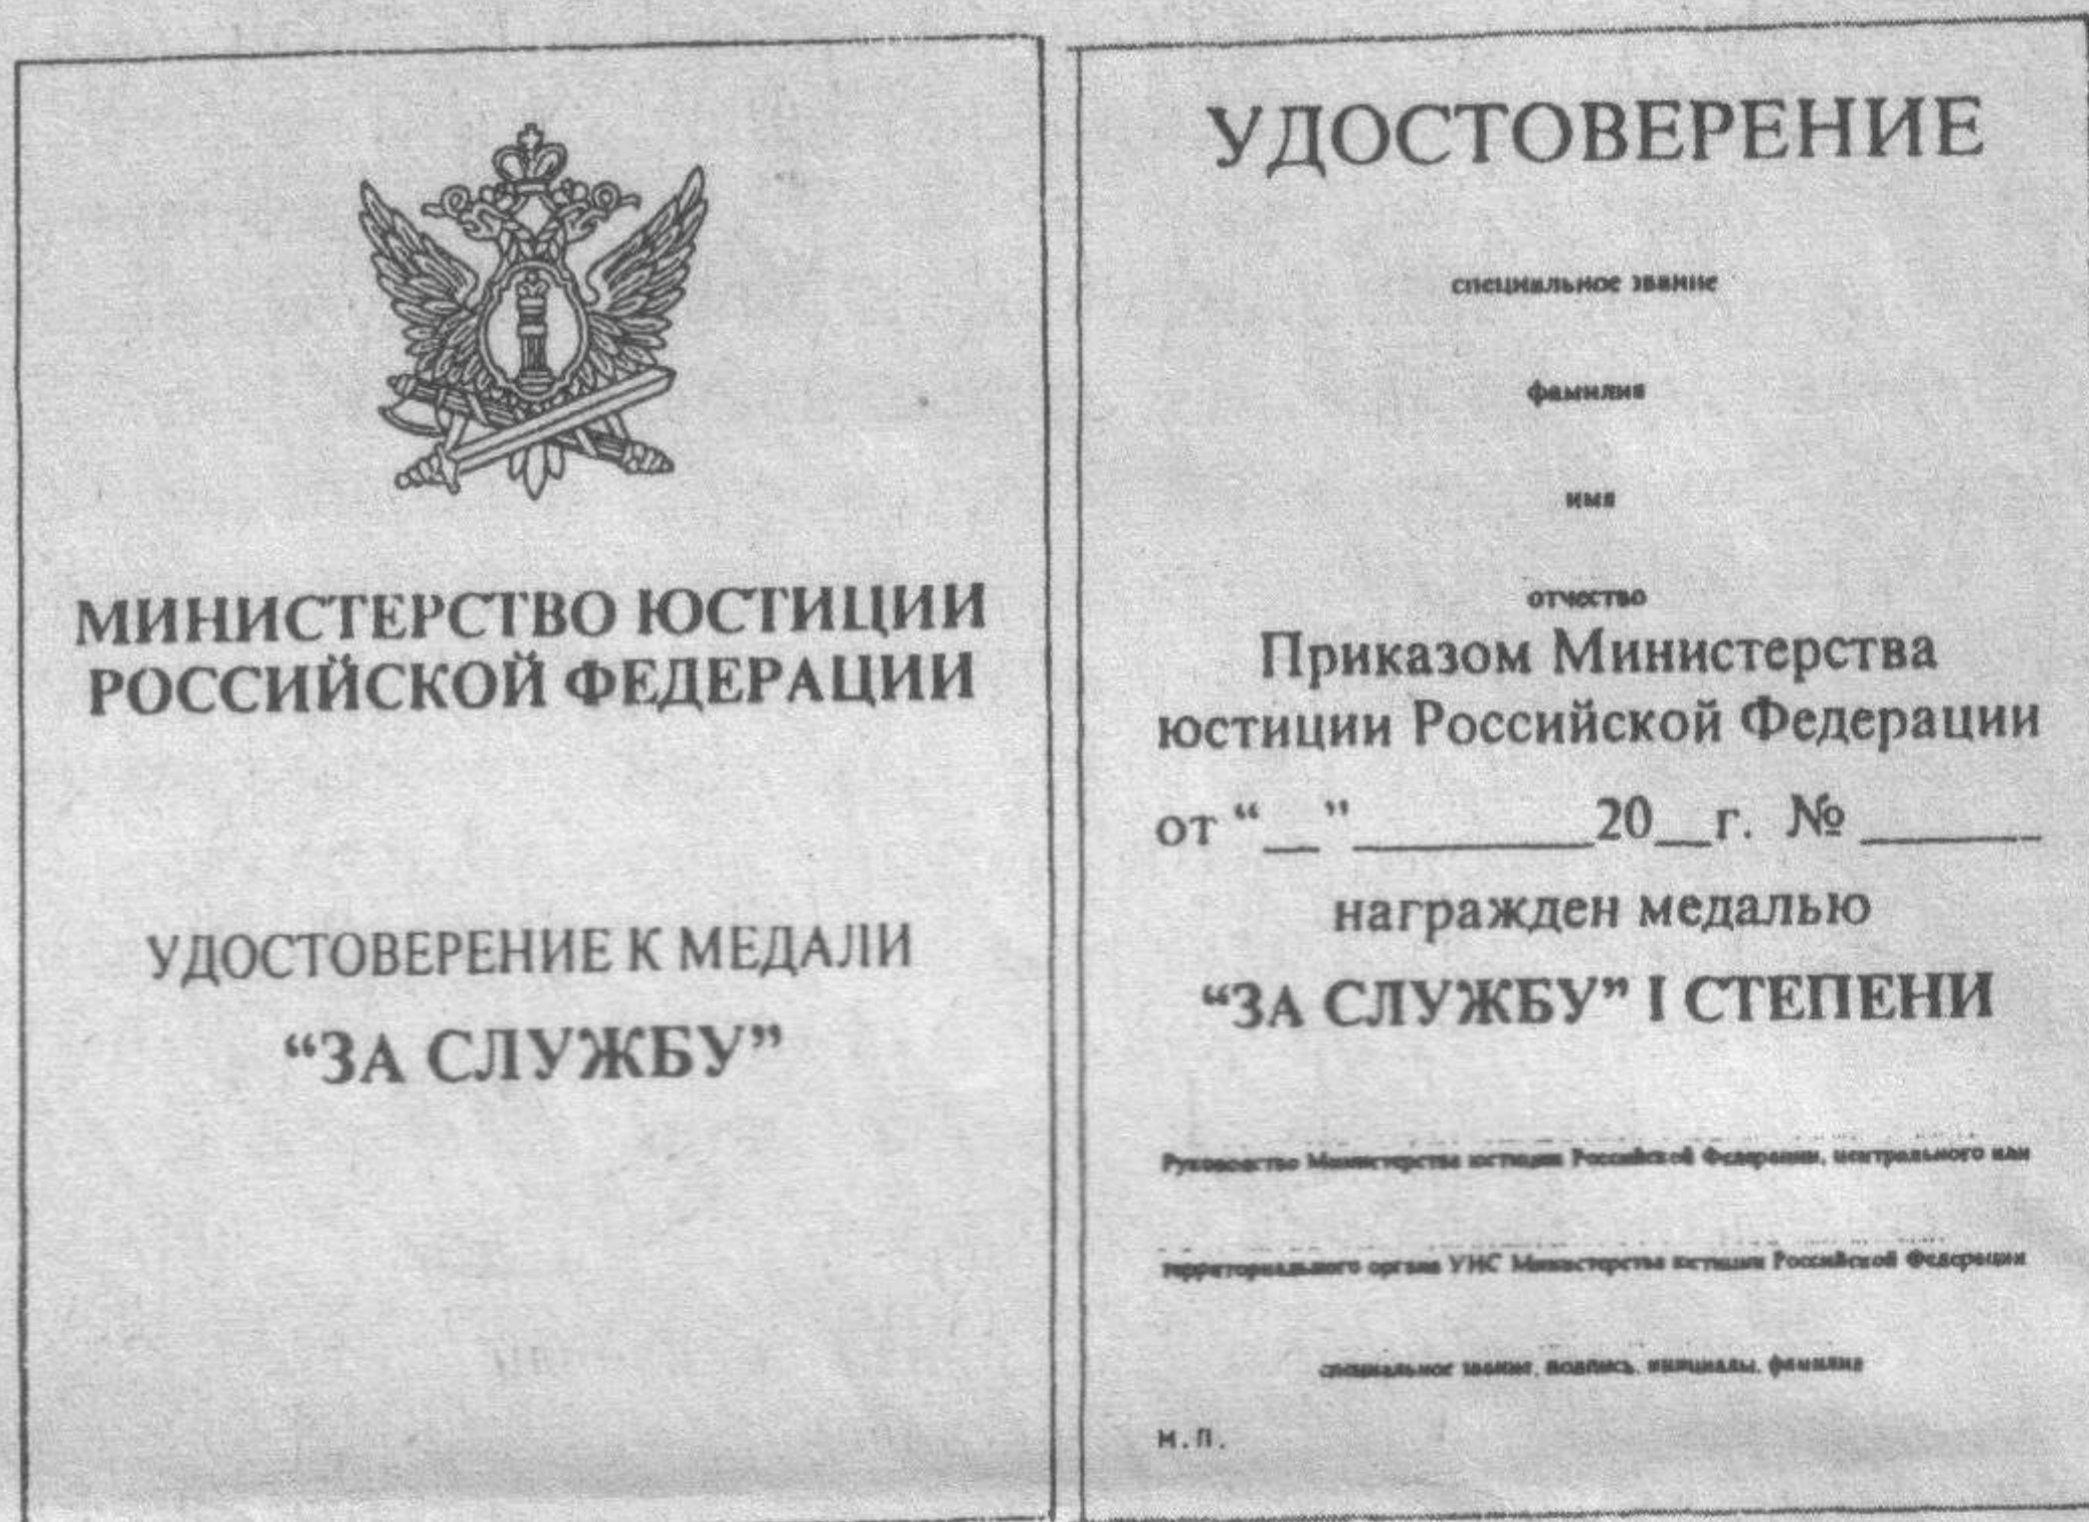 МИНИСТЕРСТВО ЮСТИЦИИ
РОССИЙСКОЙ ФЕДЕРАЦИИ
УДОСТОВЕРЕНИЕ К МЕДАЛИ
“ЗА СЛУЖБУ”
УДОСТОВЕРЕНИЕ
специальное звание
фамилия
имя
отчество
Приказом Министерства
юстиции Российской Федерации
от “__”________20__г. № ______
награжден медалью
“ЗА СЛУЖБУ” I СТЕПЕНИ
Руководство Министерства юстиции Российской Федерации, центрального или
территориального органа УИС Министерства юстиции Российской Федерации
специальное звание, подпись, инициалы, фамилия
М.П.